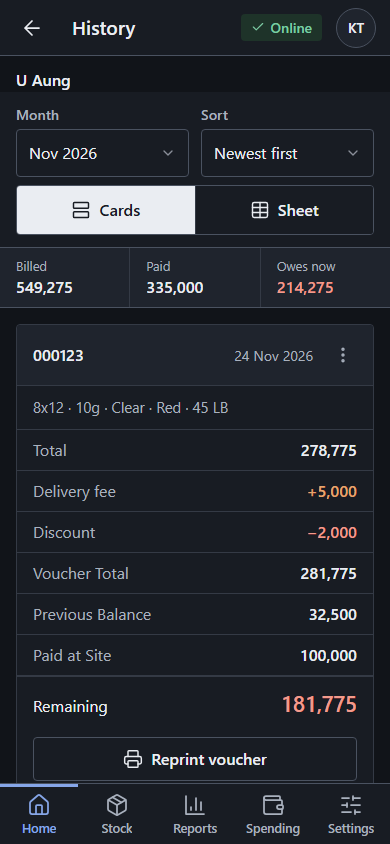 History
Online
KT
U Aung
Month
Sort
Nov 2026
Newest first
Cards
Sheet
Billed
Paid
Owes now
549,275
335,000
214,275
000123
24 Nov 2026
8x12 · 10g · Clear · Red · 45 LB
Total
278,775
Delivery fee
+5,000
Discount
−2,000
Voucher Total
281,775
Previous Balance
32,500
Paid at Site
100,000
Remaining
181,775
Reprint voucher
Home
Stock
Reports
Spending
Settings